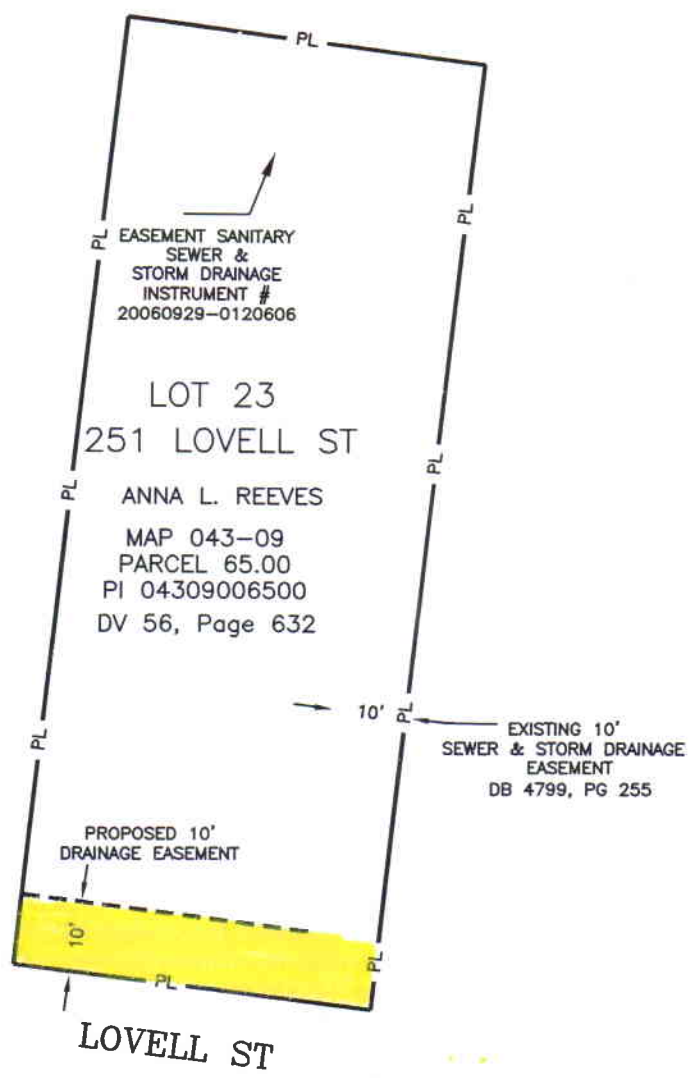 PL
PL
PL
EASEMENT SANITARY
SEWER &
STORM DRAINAGE
INSTRUMENT #
20060929-0120606
LOT 23
251 LOVELL ST
PL
PL
ANNA L. REEVES
MAP 043-09
PARCEL 65.00
PI 04309006500
DV 56, Page 632
10'
PL
EXISTING 10'
SEWER & STORM DRAINAGE
EASEMENT
DB 4799, PG 255
PL
PROPOSED 10'
DRAINAGE EASEMENT
10'
PL
PL
LOVELL ST